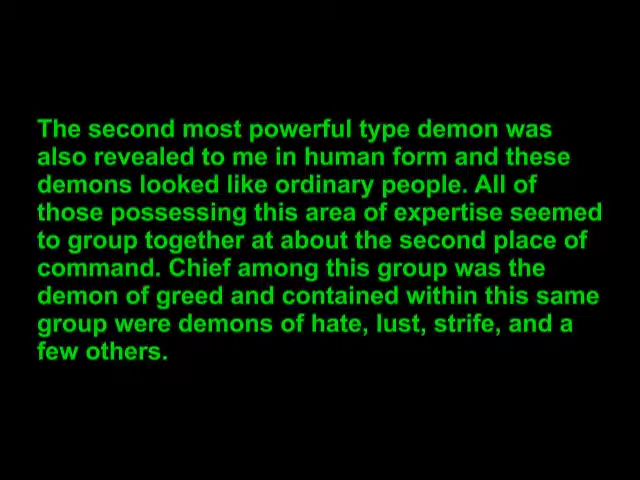 The second most powerful type demon was
also revealed to me in human form and these
demons looked like ordinary people. All of
those possessing this area of expertise seemed
to group together at about the second place of
command. Chief among this group was the
demon of greed and contained within this same
group were demons of hate, lust, strife, and a
few others.